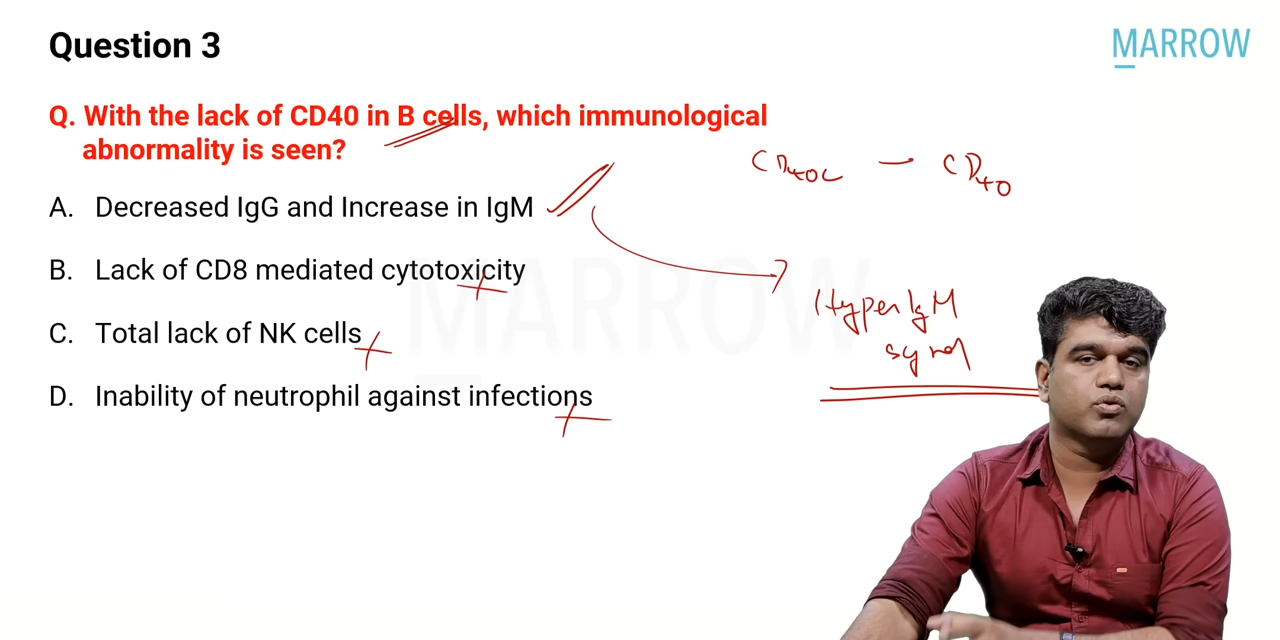 Question 3
MARROW
Q. With the lack of CD40 in B cells, which immunological
abnormality is seen?
CD40L – CD40
A. Decreased IgG and Increase in IgM
B. Lack of CD8 mediated cytotoxicity
MARROW
Hyper IgM
synd
C. Total lack of NK cells
D. Inability of neutrophil against infections